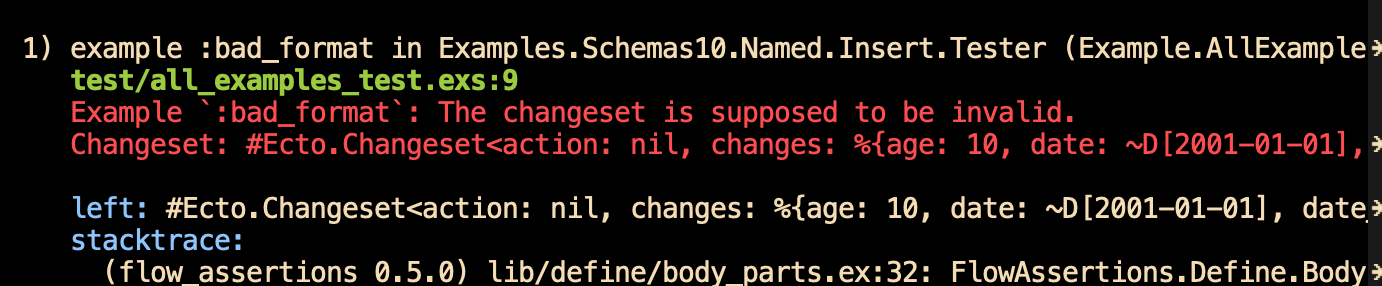 1) example :bad_format in Examples.Schemas10.Named.Insert.Tester (Example.AllExample
test/all_examples_test.exs:9
Example `:bad_format`: The changeset is supposed to be invalid.
Changeset: #Ecto.Changeset<action: nil, changes: %{age: 10, date: ~D[2001-01-01],
left: #Ecto.Changeset<action: nil, changes: %{age: 10, date: ~D[2001-01-01], date_
stacktrace:
(flow_assertions 0.5.0) lib/define/body_parts.ex:32: FlowAssertions.Define.Body